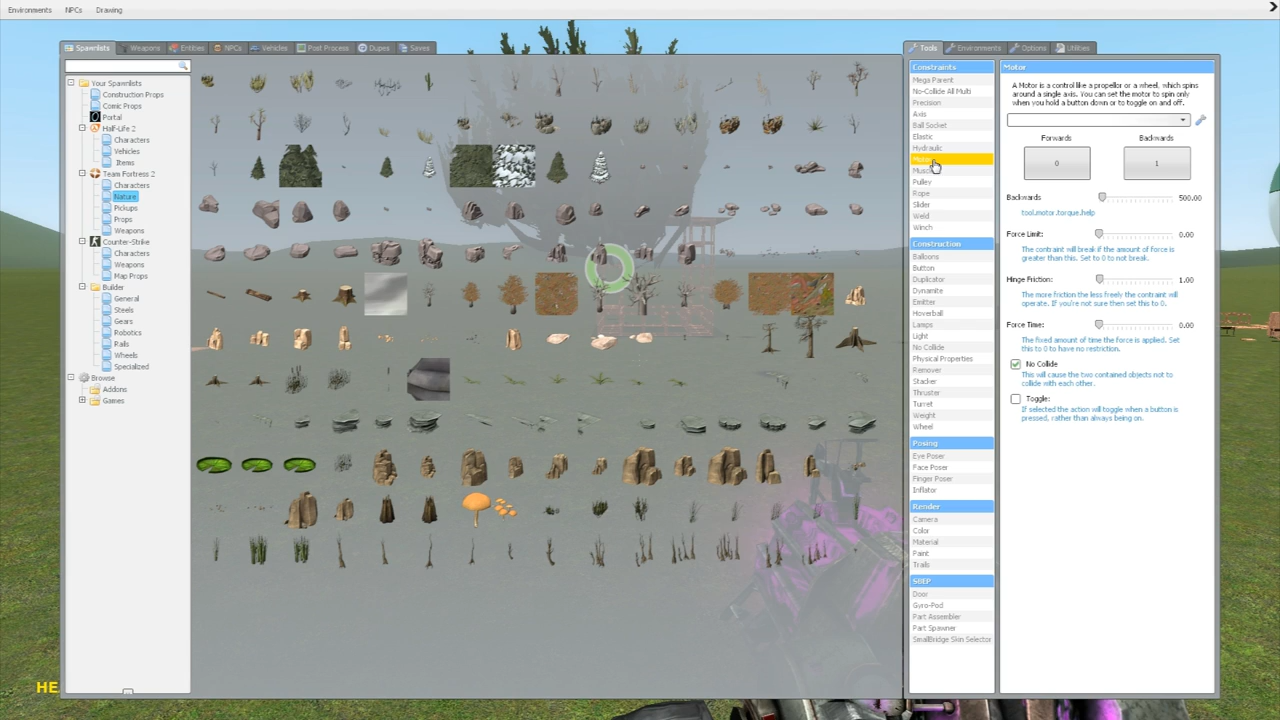 Environments NPCs Drawing
Spawnlists Weapons Entities NPCs Vehicles Post Process Dupes Saves
Your Spawnlists
Construction Props
Comic Props
Portal
Half-Life 2
Characters
Vehicles
Items
Team Fortress 2
Characters
Nature
Pickups
Props
Weapons
Counter-Strike
Characters
Weapons
Map Props
Builder
General
Steels
Gears
Robotics
Rails
Wheels
Specialized
Browse
Addons
Games
HE
Tools Environments Options Utilities
Constraints
Mega Parent
No-Collide All Multi
Precision
Axis
Ball Socket
Elastic
Hydraulic
Motor
Muscle
Pulley
Rope
Slider
Weld
Winch
Construction
Balloons
Button
Duplicator
Dynamite
Emitter
Hoverball
Lamps
Light
No Collide
Physical Properties
Remover
Stacker
Thruster
Turret
Weight
Wheel
Posing
Eye Poser
Face Poser
Finger Poser
Inflator
Render
Camera
Color
Material
Paint
Trails
SBEP
Door
Gyro-Pod
Part Assembler
Part Spawner
SmallBridge Skin Selector
Motor
A Motor is a control like a propellor or a wheel, which spins
around a single axis. You can set the motor to spin only
when you hold a button down or to toggle on and off.
Forwards Backwards
0 1
Backwards 500.00
tool.motor.torque.help
Force Limit: 0.00
The contraint will break if the amount of force is
greater than this. Set to 0 to not break.
Hinge Friction: 1.00
The more friction the less freely the contraint will
operate. If you're not sure then set this to 0.
Force Time: 0.00
The fixed amount of time the force is applied. Set
this to 0 to have no restriction.
No Collide
This will cause the two contained objects not to
collide with each other.
Toggle:
If selected the action will toggle when a button is
pressed, rather than always being on.